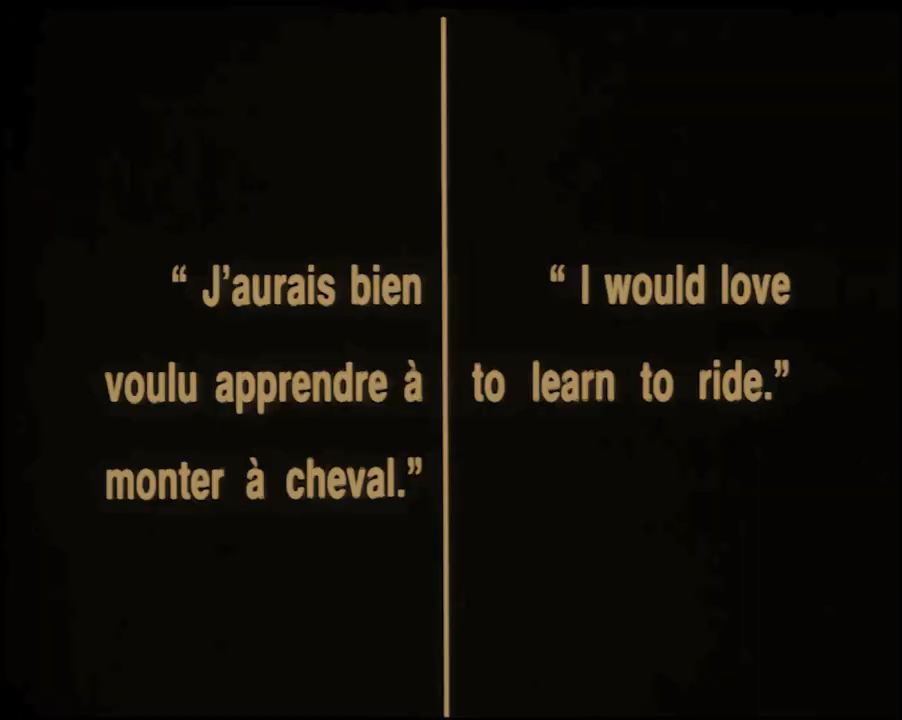 “ J’aurais bien
voulu apprendre à
monter à cheval.”
“ I would love
to learn to ride.”